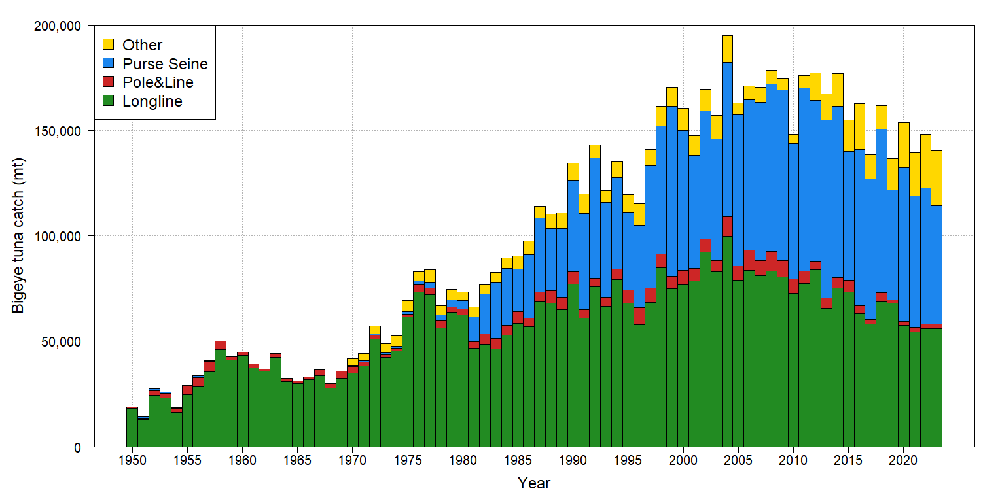 200,000
150,000
100,000
50,000
0
Bigeye tuna catch (mt)
Other
Purse Seine
Pole&Line
Longline
1950 1955 1960 1965 1970 1975 1980 1985 1990 1995 2000 2005 2010 2015 2020
Year